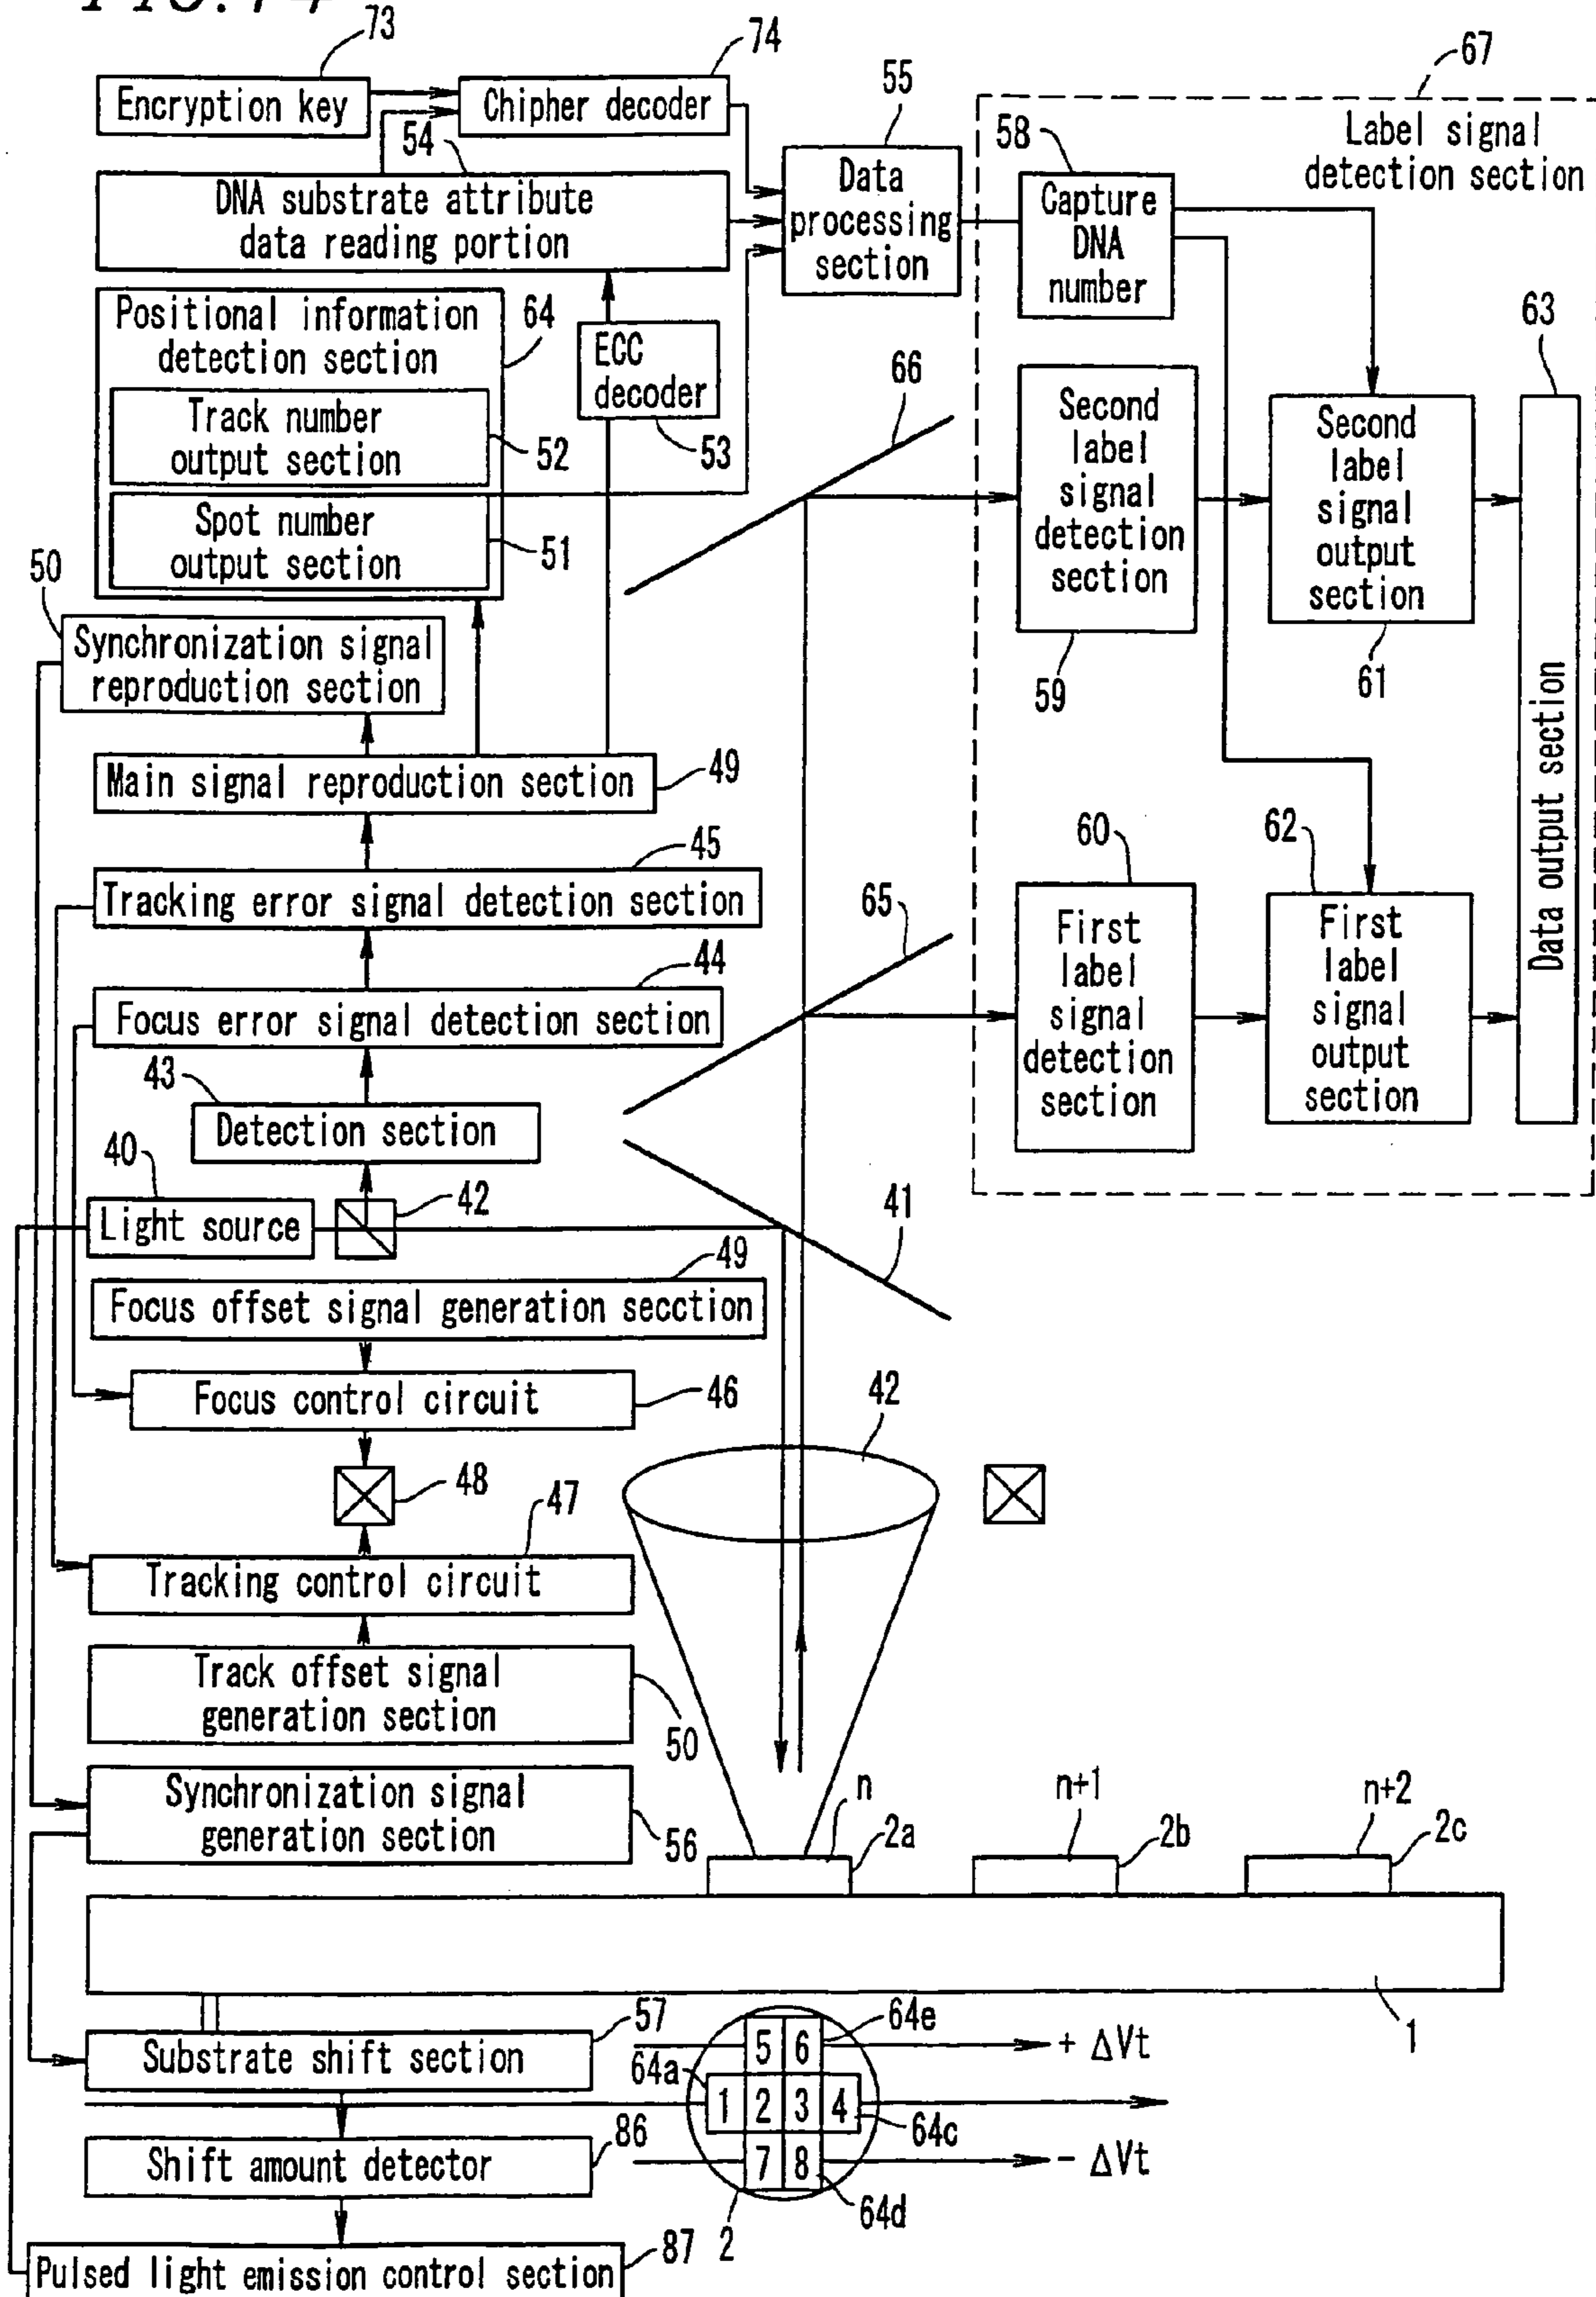 FIG. 74
73
74
67
Encryption key
Chipher decoder
55
58
Label signal
detection section
54
DNA substrate attribute
data reading portion
Data
processing
section
Capture
DNA
number
Positional information
detection section
64
ECC
decoder
53
63
66
Track number
output section
52
Second
label
signal
detection
section
Second
label
signal
output
section
Spot number
output section
51
50
Synchronization signal
reproduction section
59
61
Data output section
Main signal reproduction section
49
45
60
62
Tracking error signal detection section
65
First
label
signal
detection
section
First
label
signal
output
section
44
Focus error signal detection section
43
Detection section
40
Light source
42
41
49
Focus offset signal generation secction
Focus control circuit
46
42
48
47
Tracking control circuit
Track offset signal
generation section
50
Synchronization signal
generation section
56
n
2a
n+1
2b
n+2
2c
1
57
Substrate shift section
64e
5 6
+ ΔVt
64a
1 2 3 4
64c
86
Shift amount detector
7 8
- ΔVt
64d
2
87
Pulsed light emission control section